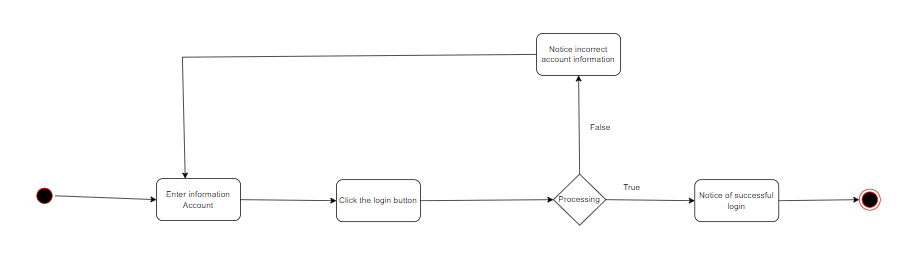 Notice incorrect
account information
False
Enter information
Account
Click the login button
Processing
True
Notice of successful
login